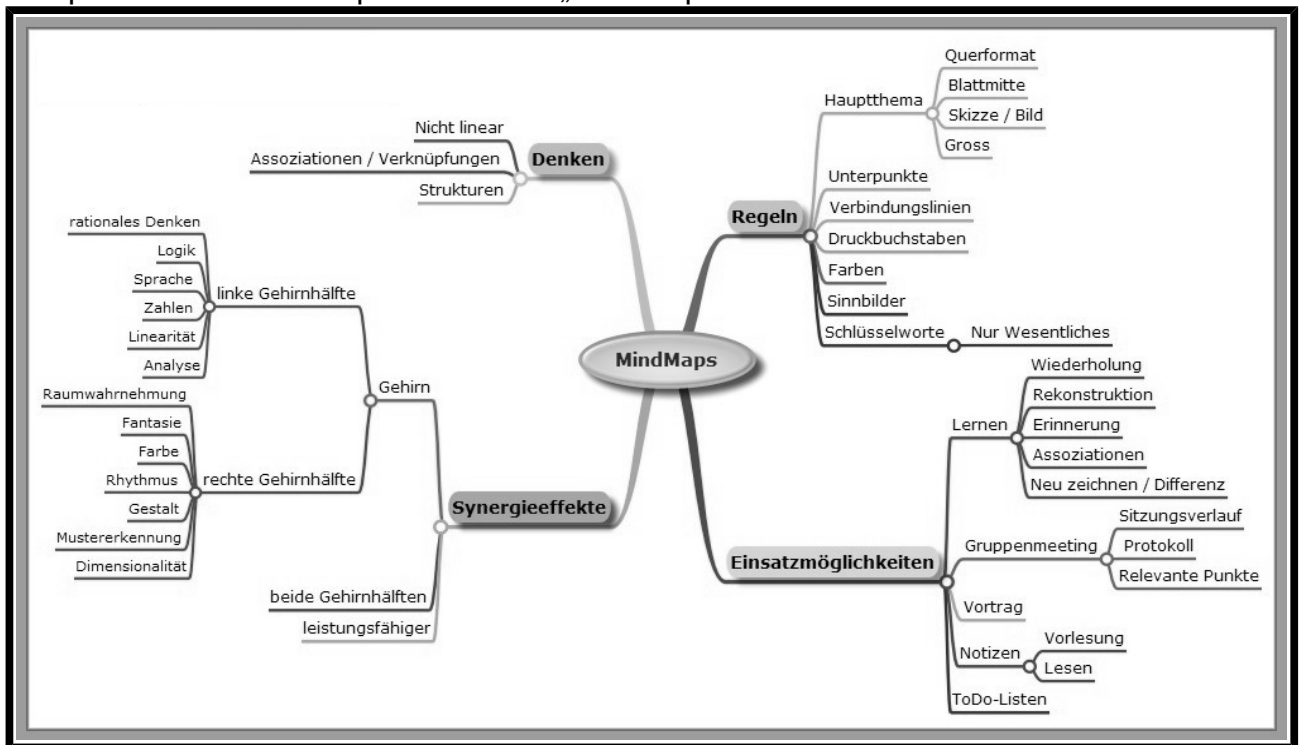 MindMaps
Denken
Nicht linear
Assoziationen / Verknüpfungen
Strukturen
Synergieeffekte
Gehirn
linke Gehirnhälfte
rationales Denken
Logik
Sprache
Zahlen
Linearität
Analyse
rechte Gehirnhälfte
Raumwahrnehmung
Fantasie
Farbe
Rhythmus
Gestalt
Mustererkennung
Dimensionalität
beide Gehirnhälften
leistungsfähiger
Regeln
Hauptthema
Querformat
Blattmitte
Skizze / Bild
Gross
Unterpunkte
Verbindungslinien
Druckbuchstaben
Farben
Sinnbilder
Schlüsselworte
Nur Wesentliches
Einsatzmöglichkeiten
Lernen
Wiederholung
Rekonstruktion
Erinnerung
Assoziationen
Neu zeichnen / Differenz
Gruppenmeeting
Sitzungsverlauf
Protokoll
Relevante Punkte
Vortrag
Notizen
Vorlesung
Lesen
ToDo-Listen